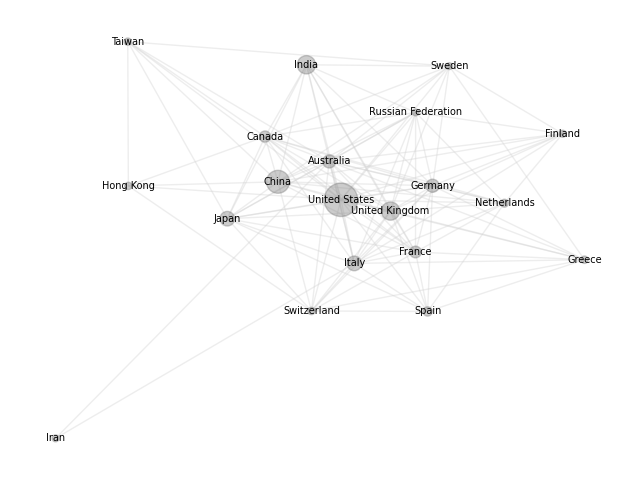 Taiwan
India
Sweden
Russian Federation
Canada
Finland
Australia
China
Hong Kong
Germany
United States
Netherlands
United Kingdom
Japan
France
Italy
Greece
Switzerland
Spain
Iran